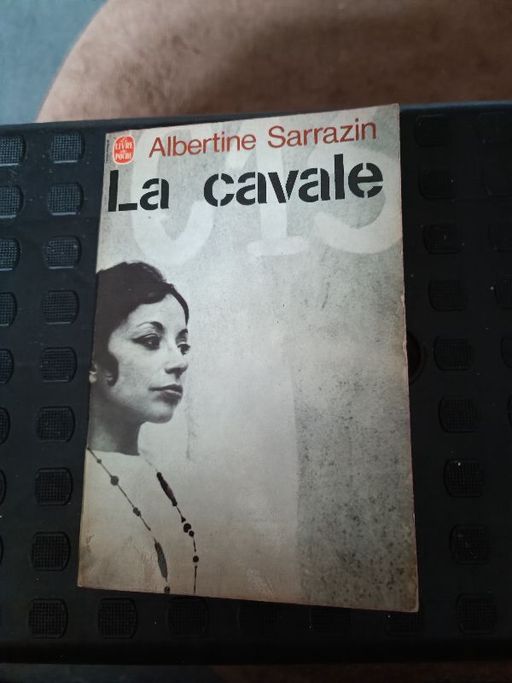 LE LIVRE
DE POCHE
Albertine Sarrazin
La cavale